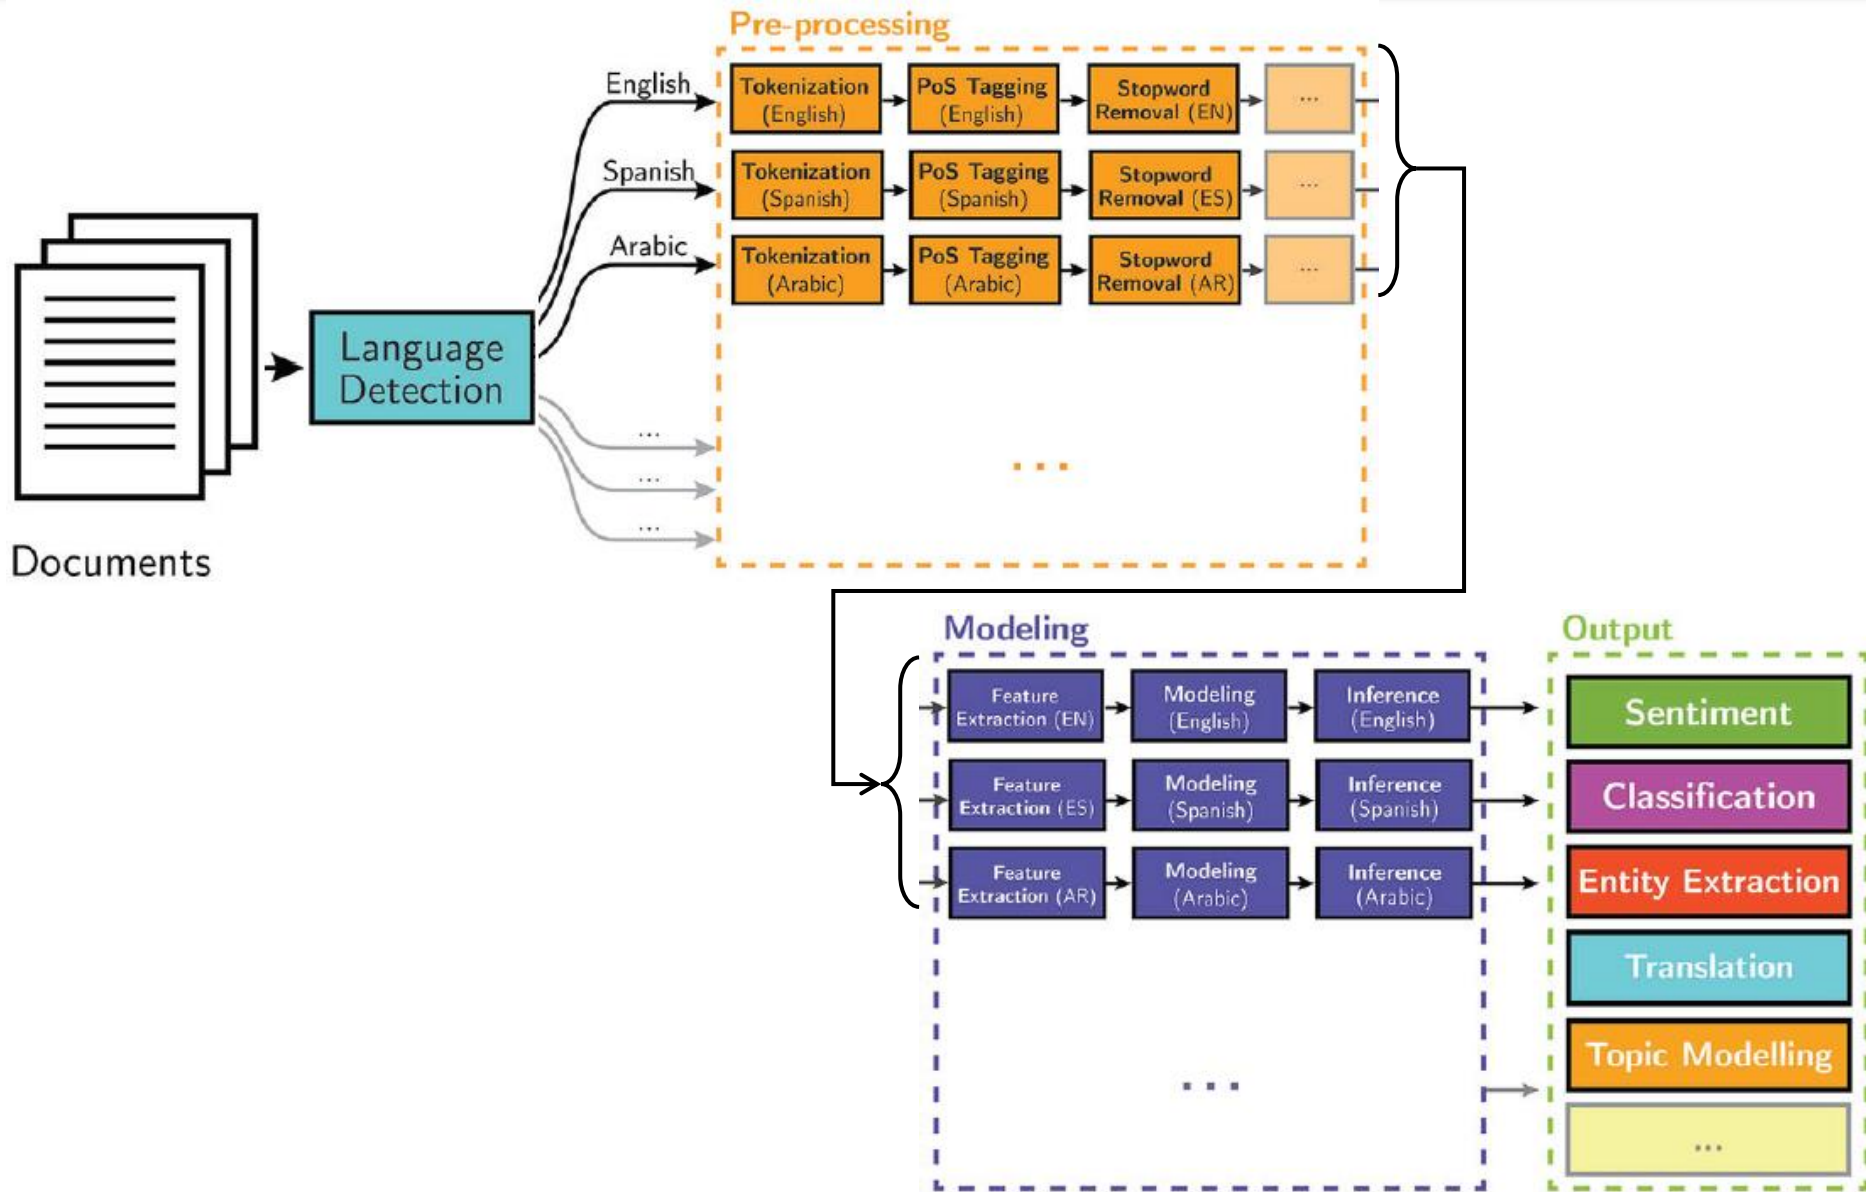 Pre-processing
English
Tokenization
(English)
PoS Tagging
(English)
Stopword
Removal (EN)
...
Spanish
Tokenization
(Spanish)
PoS Tagging
(Spanish)
Stopword
Removal (ES)
...
Arabic
Tokenization
(Arabic)
PoS Tagging
(Arabic)
Stopword
Removal (AR)
...
Language
Detection
...
...
...
...
Documents
Modeling
Feature
Extraction (EN)
Modeling
(English)
Inference
(English)
Feature
Extraction (ES)
Modeling
(Spanish)
Inference
(Spanish)
Feature
Extraction (AR)
Modeling
(Arabic)
Inference
(Arabic)
...
Output
Sentiment
Classification
Entity Extraction
Translation
Topic Modelling
...